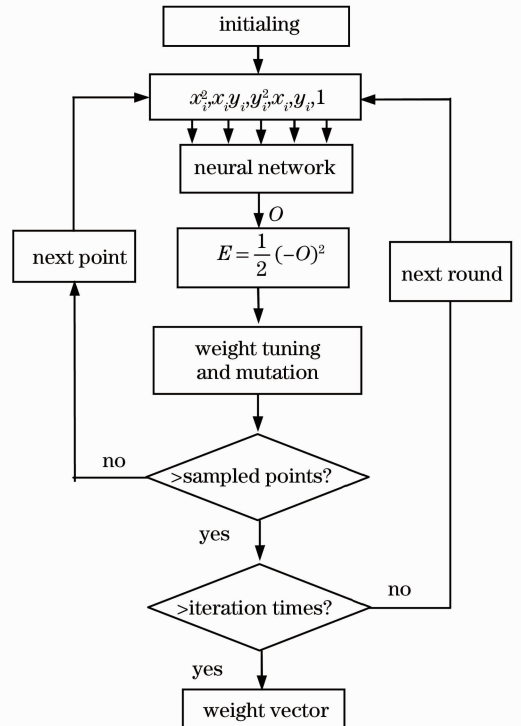 initialing
x_i^2,x_iy_i,y_i^2,x_i,y_i,1
neural network
O
E=\frac{1}{2}(-O)^2
next point
next round
weight tuning
and mutation
no
>sampled points?
yes
no
>iteration times?
yes
weight vector